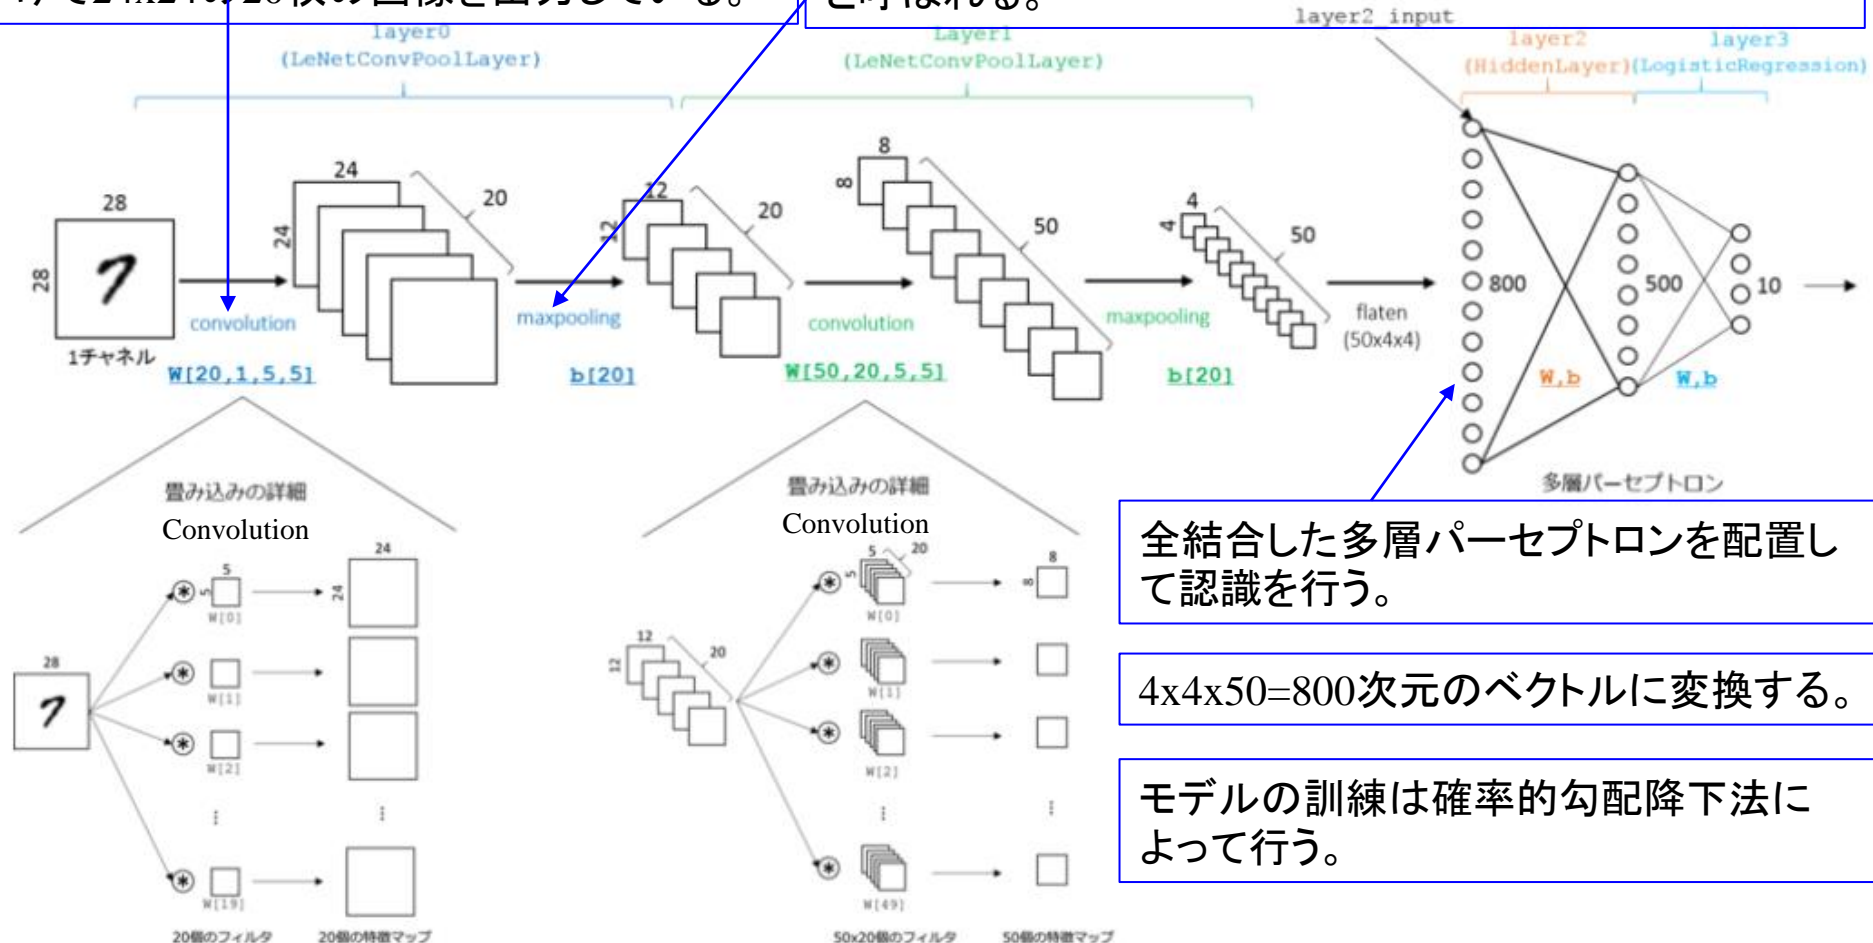 と呼ばれる。
layer2_input
layer0
(LeNetConvPoolLayer)
Layer1
(LeNetConvPoolLayer)
layer2
(HiddenLayer)
layer3
(LogisticRegression)
28
28
1チャネル
convolution
W[20,1,5,5]
24
24
20
maxpooling
b[20]
12
12
20
convolution
W[50,20,5,5]
8
8
50
maxpooling
b[20]
4
4
50
flaten
(50x4x4)
800
W,b
500
W,b
10
多層パーセプトロン
畳み込みの詳細
Convolution
28
5
5
W[0]
24
24
W[1]
W[2]
⋮
⋮
W[19]
20個のフィルタ
20個の特徴マップ
畳み込みの詳細
Convolution
12
12
20
5
5
20
W[0]
8
8
W[1]
W[2]
⋮
⋮
W[49]
50x20個のフィルタ
50個の特徴マップ
全結合した多層パーセプトロンを配置し
て認識を行う。
4x4x50=800次元のベクトルに変換する。
モデルの訓練は確率的勾配降下法に
よって行う。